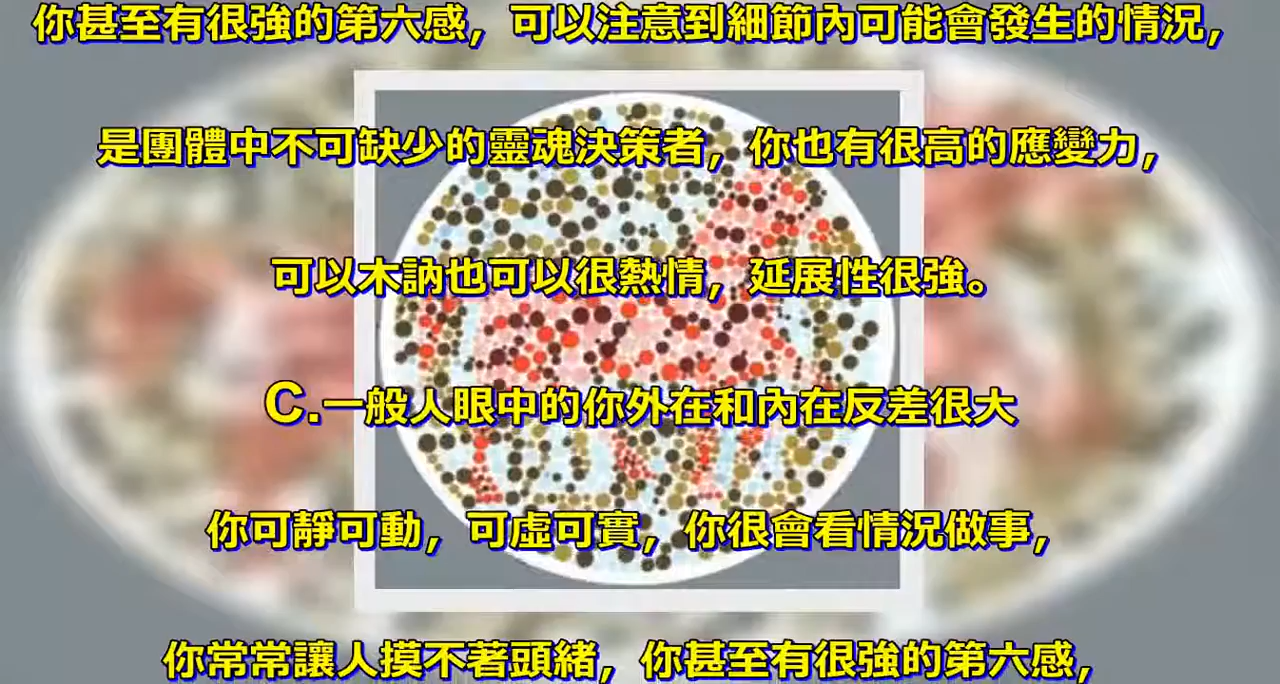 你甚至有很強的第六感，可以注意到細節內可能會發生的情況，
是團體中不可缺少的靈魂決策者，你也有很高的應變力，
可以木訥也可以很熱情，延展性很強。
C.一般人眼中的你外在和內在反差很大
你可靜可動，可虛可實，你很會看情況做事，
你常常讓人摸不著頭緒，你甚至有很強的第六感，